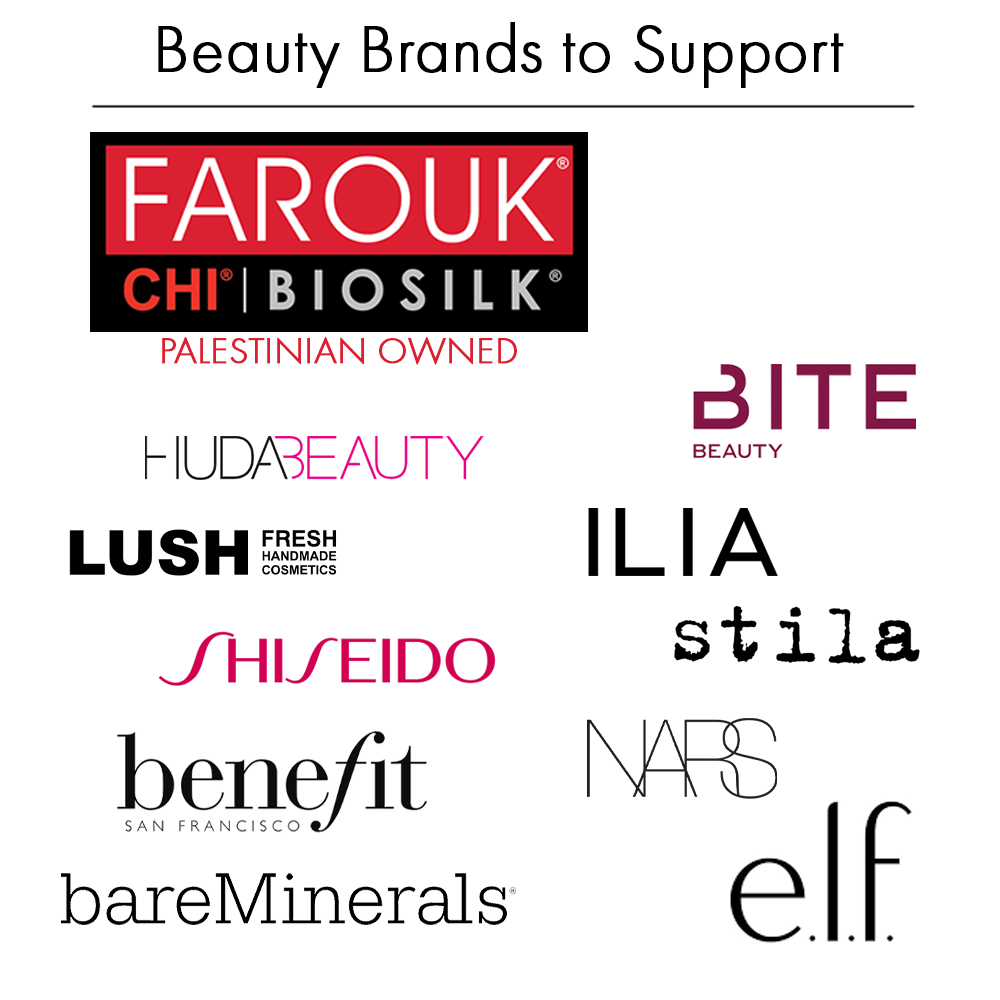 Beauty Brands to Support
FAROUK®
CHI® | BIOSILK®
PALESTINIAN OWNED
BITE
BEAUTY
HUDABEAUTY
LUSH FRESH
HANDMADE
COSMETICS
ILIA
stila
SHISEIDO
NARS
benefit
SAN FRANCISCO
e.l.f.
bareMinerals®